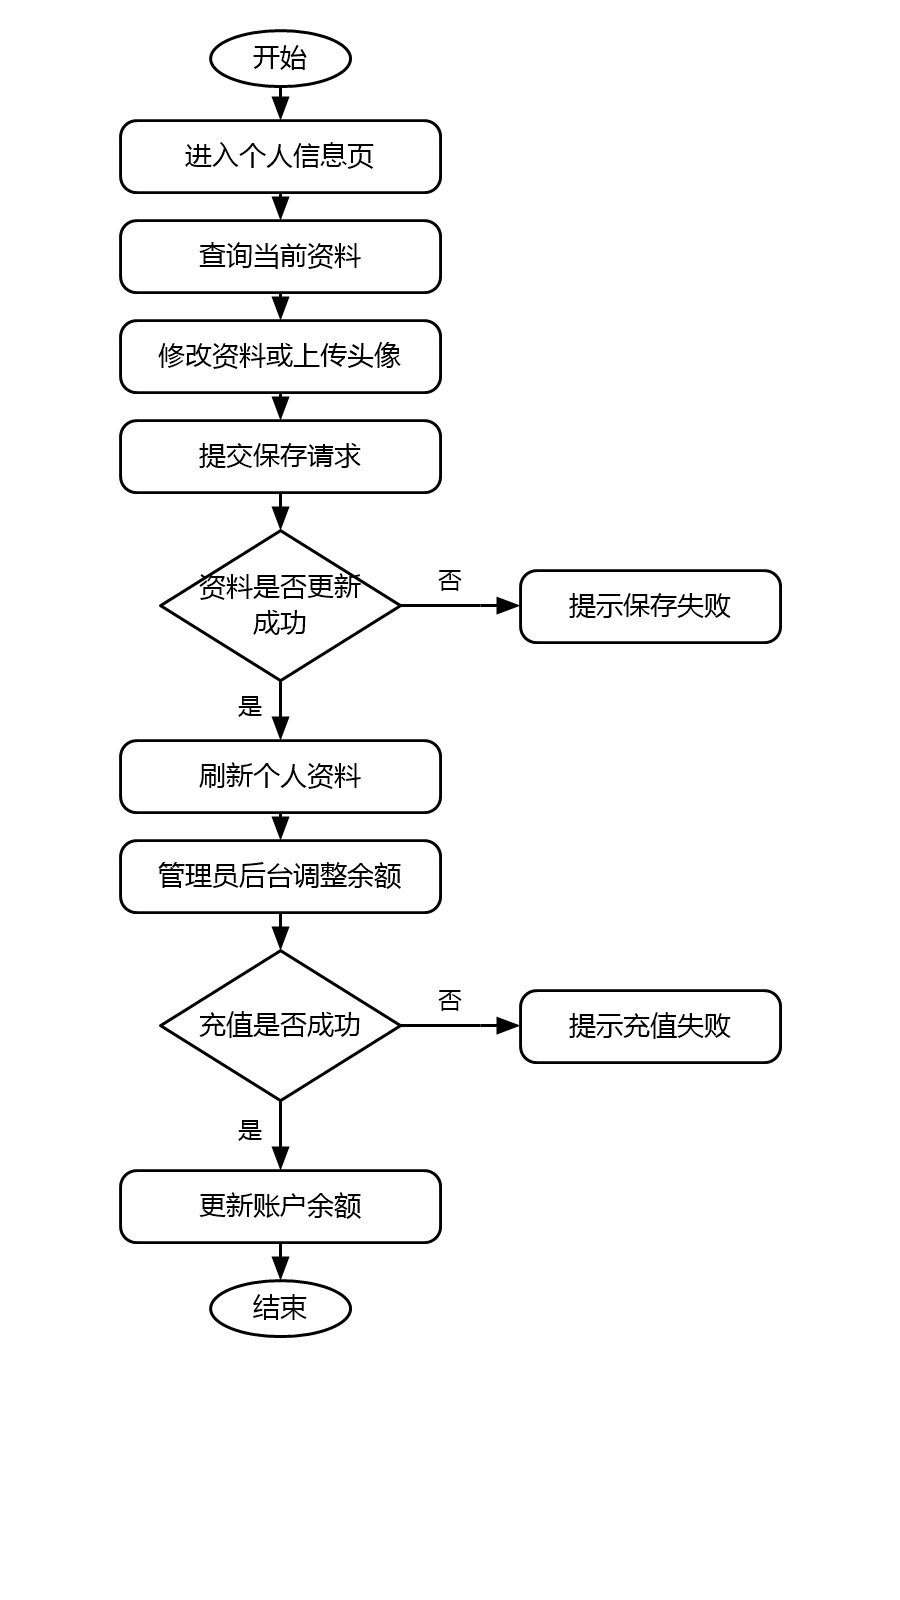 开始
进入个人信息页
查询当前资料
修改资料或上传头像
提交保存请求
资料是否更新
成功
否
提示保存失败
是
刷新个人资料
管理员后台调整余额
充值是否成功
否
提示充值失败
是
更新账户余额
结束